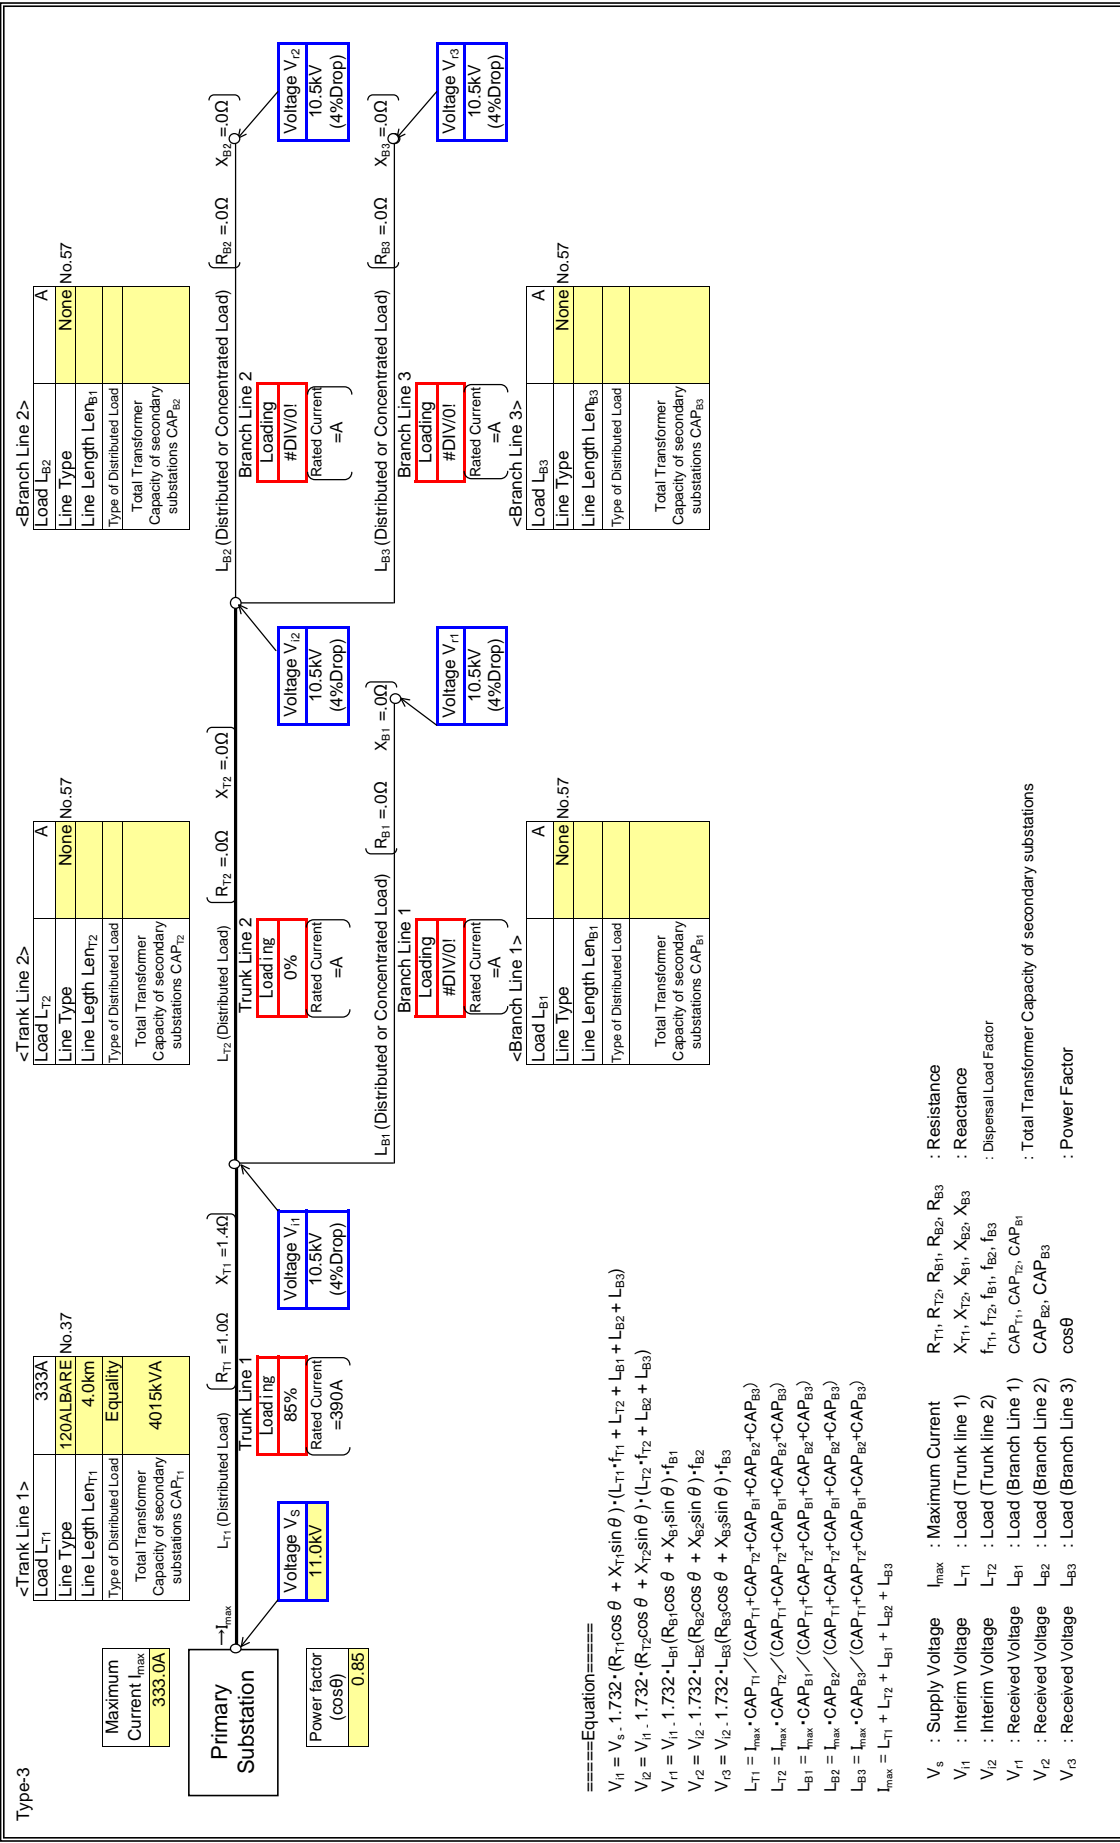 Type-3
Maximum
Current Imax
333.0A
Primary
Substation
Power factor
(cosθ)
0.85
→Imax
Voltage Vs
11.0kV
<Trank Line 1>
Load LT1 333A
Line Type 120ALBARE No.37
Line Legth LenT1 4.0km
Type of Distributed Load Equality
Total Transformer
Capacity of secondary
substations CAPT1
4015kVA
LT1 (Distributed Load) (RT1 =1.0Ω XT1 =1.4Ω)
Trunk Line 1
Loading
85%
Rated Current
=390A
Voltage Vi1
10.5kV
(4%Drop)
<Trank Line 2>
Load LT2 A
Line Type None No.57
Line Legth LenT2
Type of Distributed Load
Total Transformer
Capacity of secondary
substations CAPT2
LT2 (Distributed Load) (RT2 =.0Ω XT2 =.0Ω)
Trunk Line 2
Loading
0%
Rated Current
=A
Voltage Vi2
10.5kV
(4%Drop)
LB1 (Distributed or Concentrated Load) (RB1 =.0Ω XB1 =.0Ω)
Branch Line 1
Loading
#DIV/0!
Rated Current
=A
Voltage Vr1
10.5kV
(4%Drop)
<Branch Line 1>
Load LB1 A
Line Type None No.57
Line Length LenB1
Type of Distributed Load
Total Transformer
Capacity of secondary
substations CAPB1
<Branch Line 2>
Load LB2 A
Line Type None No.57
Line Length LenB1
Type of Distributed Load
Total Transformer
Capacity of secondary
substations CAPB2
LB2 (Distributed or Concentrated Load) (RB2 =.0Ω XB2 =.0Ω)
Branch Line 2
Loading
#DIV/0!
Rated Current
=A
Voltage Vr2
10.5kV
(4%Drop)
LB3 (Distributed or Concentrated Load) (RB3 =.0Ω XB3 =.0Ω)
Branch Line 3
Loading
#DIV/0!
Rated Current
=A
Voltage Vr3
10.5kV
(4%Drop)
<Branch Line 3>
Load LB3 A
Line Type None No.57
Line Length LenB3
Type of Distributed Load
Total Transformer
Capacity of secondary
substations CAPB3
=====Equation=====
Vi1 = Vs - 1.732・(RT1cos θ + XT1sin θ)・(LT1・fT1 + LT2 + LB1 + LB2 + LB3)
Vi2 = Vi1 - 1.732・(RT2cos θ + XT2sin θ)・(LT2・fT2 + LB2 + LB3)
Vr1 = Vi1 - 1.732・LB1(RB1cos θ + XB1sin θ)・fB1
Vr2 = Vi2 - 1.732・LB2(RB2cos θ + XB2sin θ)・fB2
Vr3 = Vi2 - 1.732・LB3(RB3cos θ + XB3sin θ)・fB3
LT1 = Imax・CAPT1／(CAPT1+CAPT2+CAPB1+CAPB2+CAPB3)
LT2 = Imax・CAPT2／(CAPT1+CAPT2+CAPB1+CAPB2+CAPB3)
LB1 = Imax・CAPB1／(CAPT1+CAPT2+CAPB1+CAPB2+CAPB3)
LB2 = Imax・CAPB2／(CAPT1+CAPT2+CAPB1+CAPB2+CAPB3)
LB3 = Imax・CAPB3／(CAPT1+CAPT2+CAPB1+CAPB2+CAPB3)
Imax = LT1 + LT2 + LB1 + LB2 + LB3
Vs : Supply Voltage Imax : Maximum Current RT1, RT2, RB1, RB2, RB3 : Resistance
Vi1 : Interim Voltage LT1 : Load (Trunk line 1) XT1, XT2, XB1, XB2, XB3 : Reactance
Vi2 : Interim Voltage LT2 : Load (Trunk line 2) fT1, fT2, fB1, fB2, fB3 : Dispersal Load Factor
Vr1 : Received Voltage LB1 : Load (Branch Line 1) CAPT1, CAPT2, CAPB1
Vr2 : Received Voltage LB2 : Load (Branch Line 2) CAPB2, CAPB3 : Total Transformer Capacity of secondary substations
Vr3 : Received Voltage LB3 : Load (Branch Line 3) cosθ : Power Factor